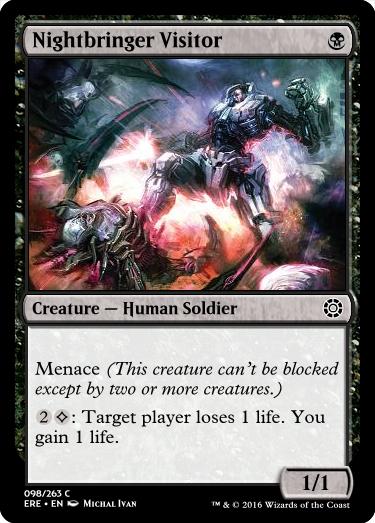 Nightbringer Visitor
Creature — Human Soldier
Menace (This creature can't be blocked
except by two or more creatures.)
2: Target player loses 1 life. You
gain 1 life.
1/1
098/263 C
ERE • EN Michal Ivan
™ & © 2016 Wizards of the Coast